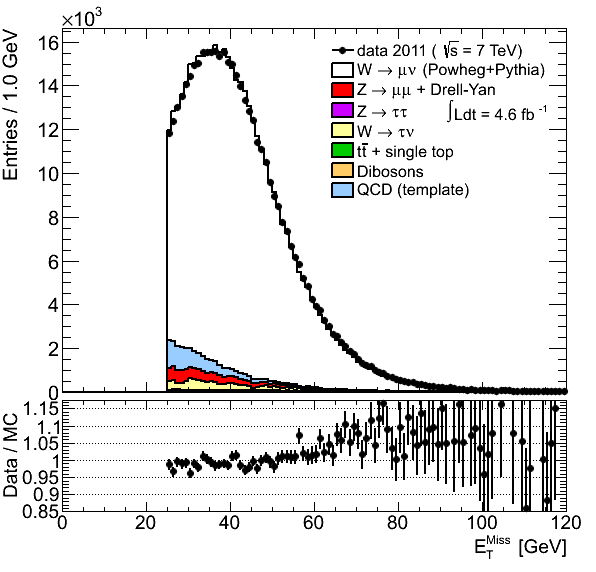 ×10³
Entries / 1.0 GeV
16
14
12
10
8
6
4
2
0
data 2011 ( √s = 7 TeV)
W → μν (Powheg+Pythia)
Z → μμ + Drell-Yan
Z → ττ
∫Ldt = 4.6 fb⁻¹
W → τν
tt̅ + single top
Dibosons
QCD (template)
Data / MC
1.15
1.1
1.05
1
0.95
0.9
0.85
0 20 40 60 80 100 120
E_T^Miss [GeV]